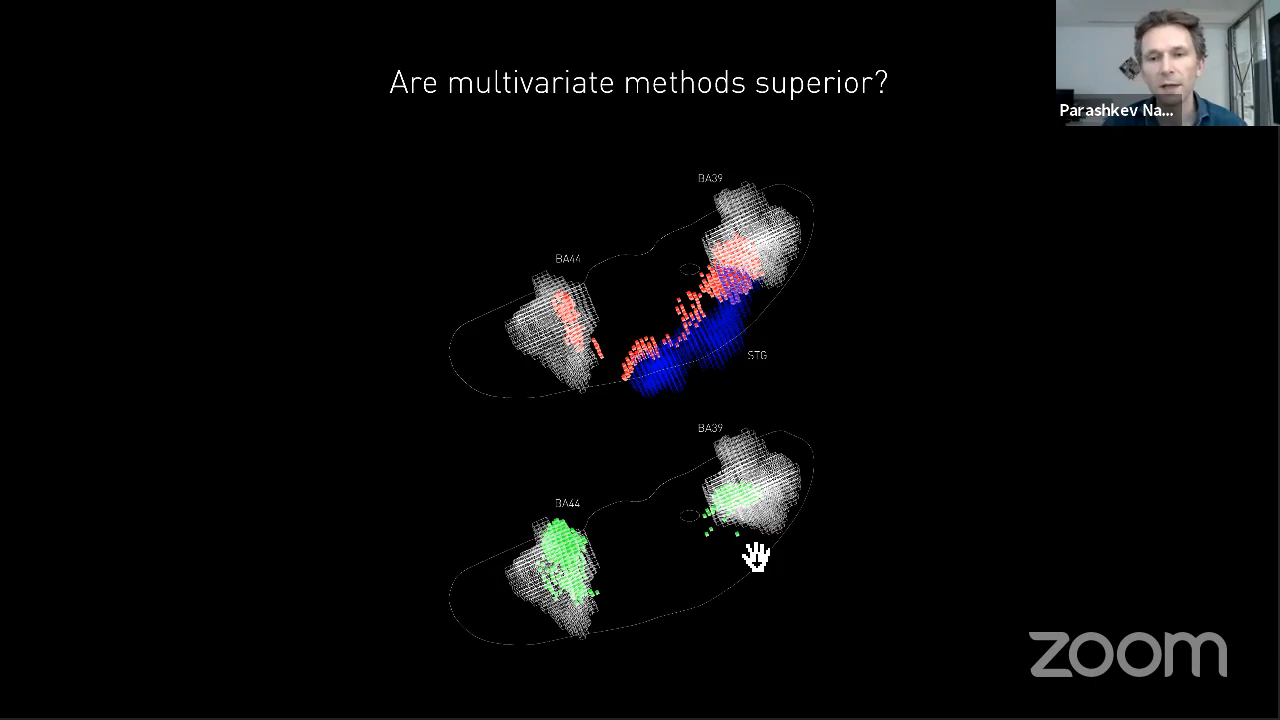 Are multivariate methods superior?
Parashkev Na...
BA39
BA44
STG
BA39
BA44
zoom